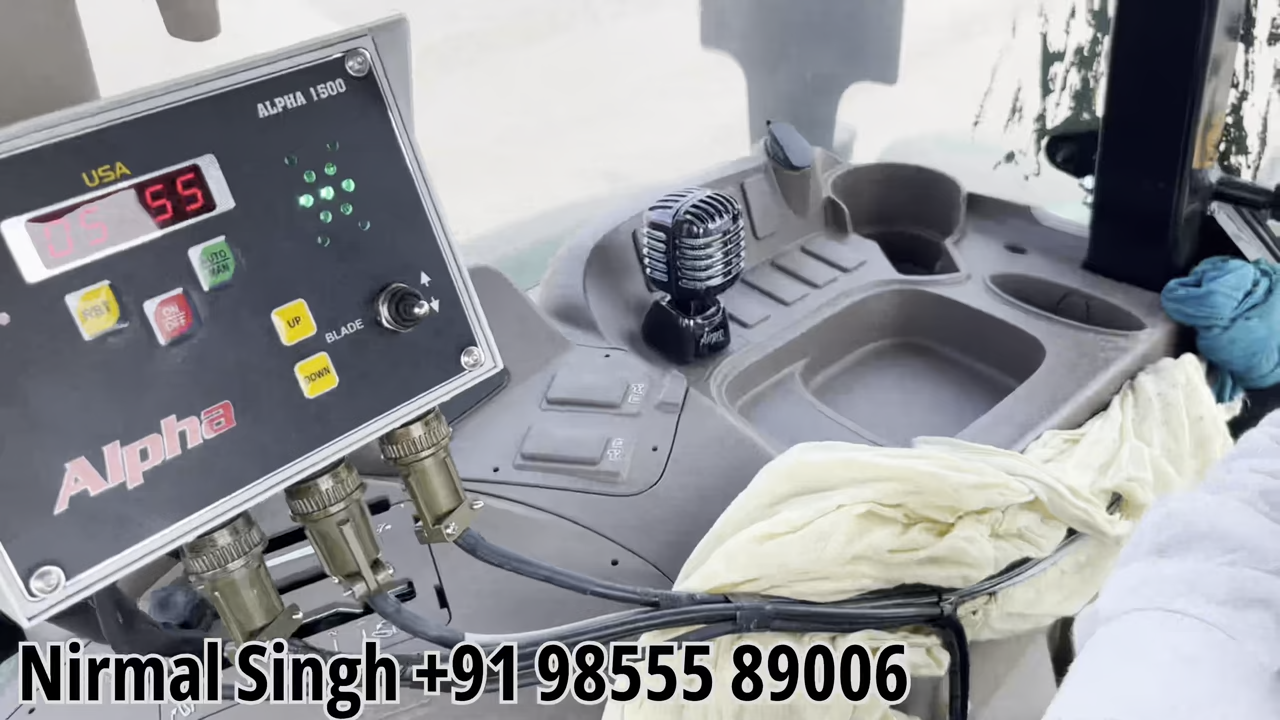 ALPHA 1500
USA
05 55
AUTO
MAN
RST
ON
OFF
UP
BLADE
DOWN
Alpha
Nirmal Singh +91 98555 89006